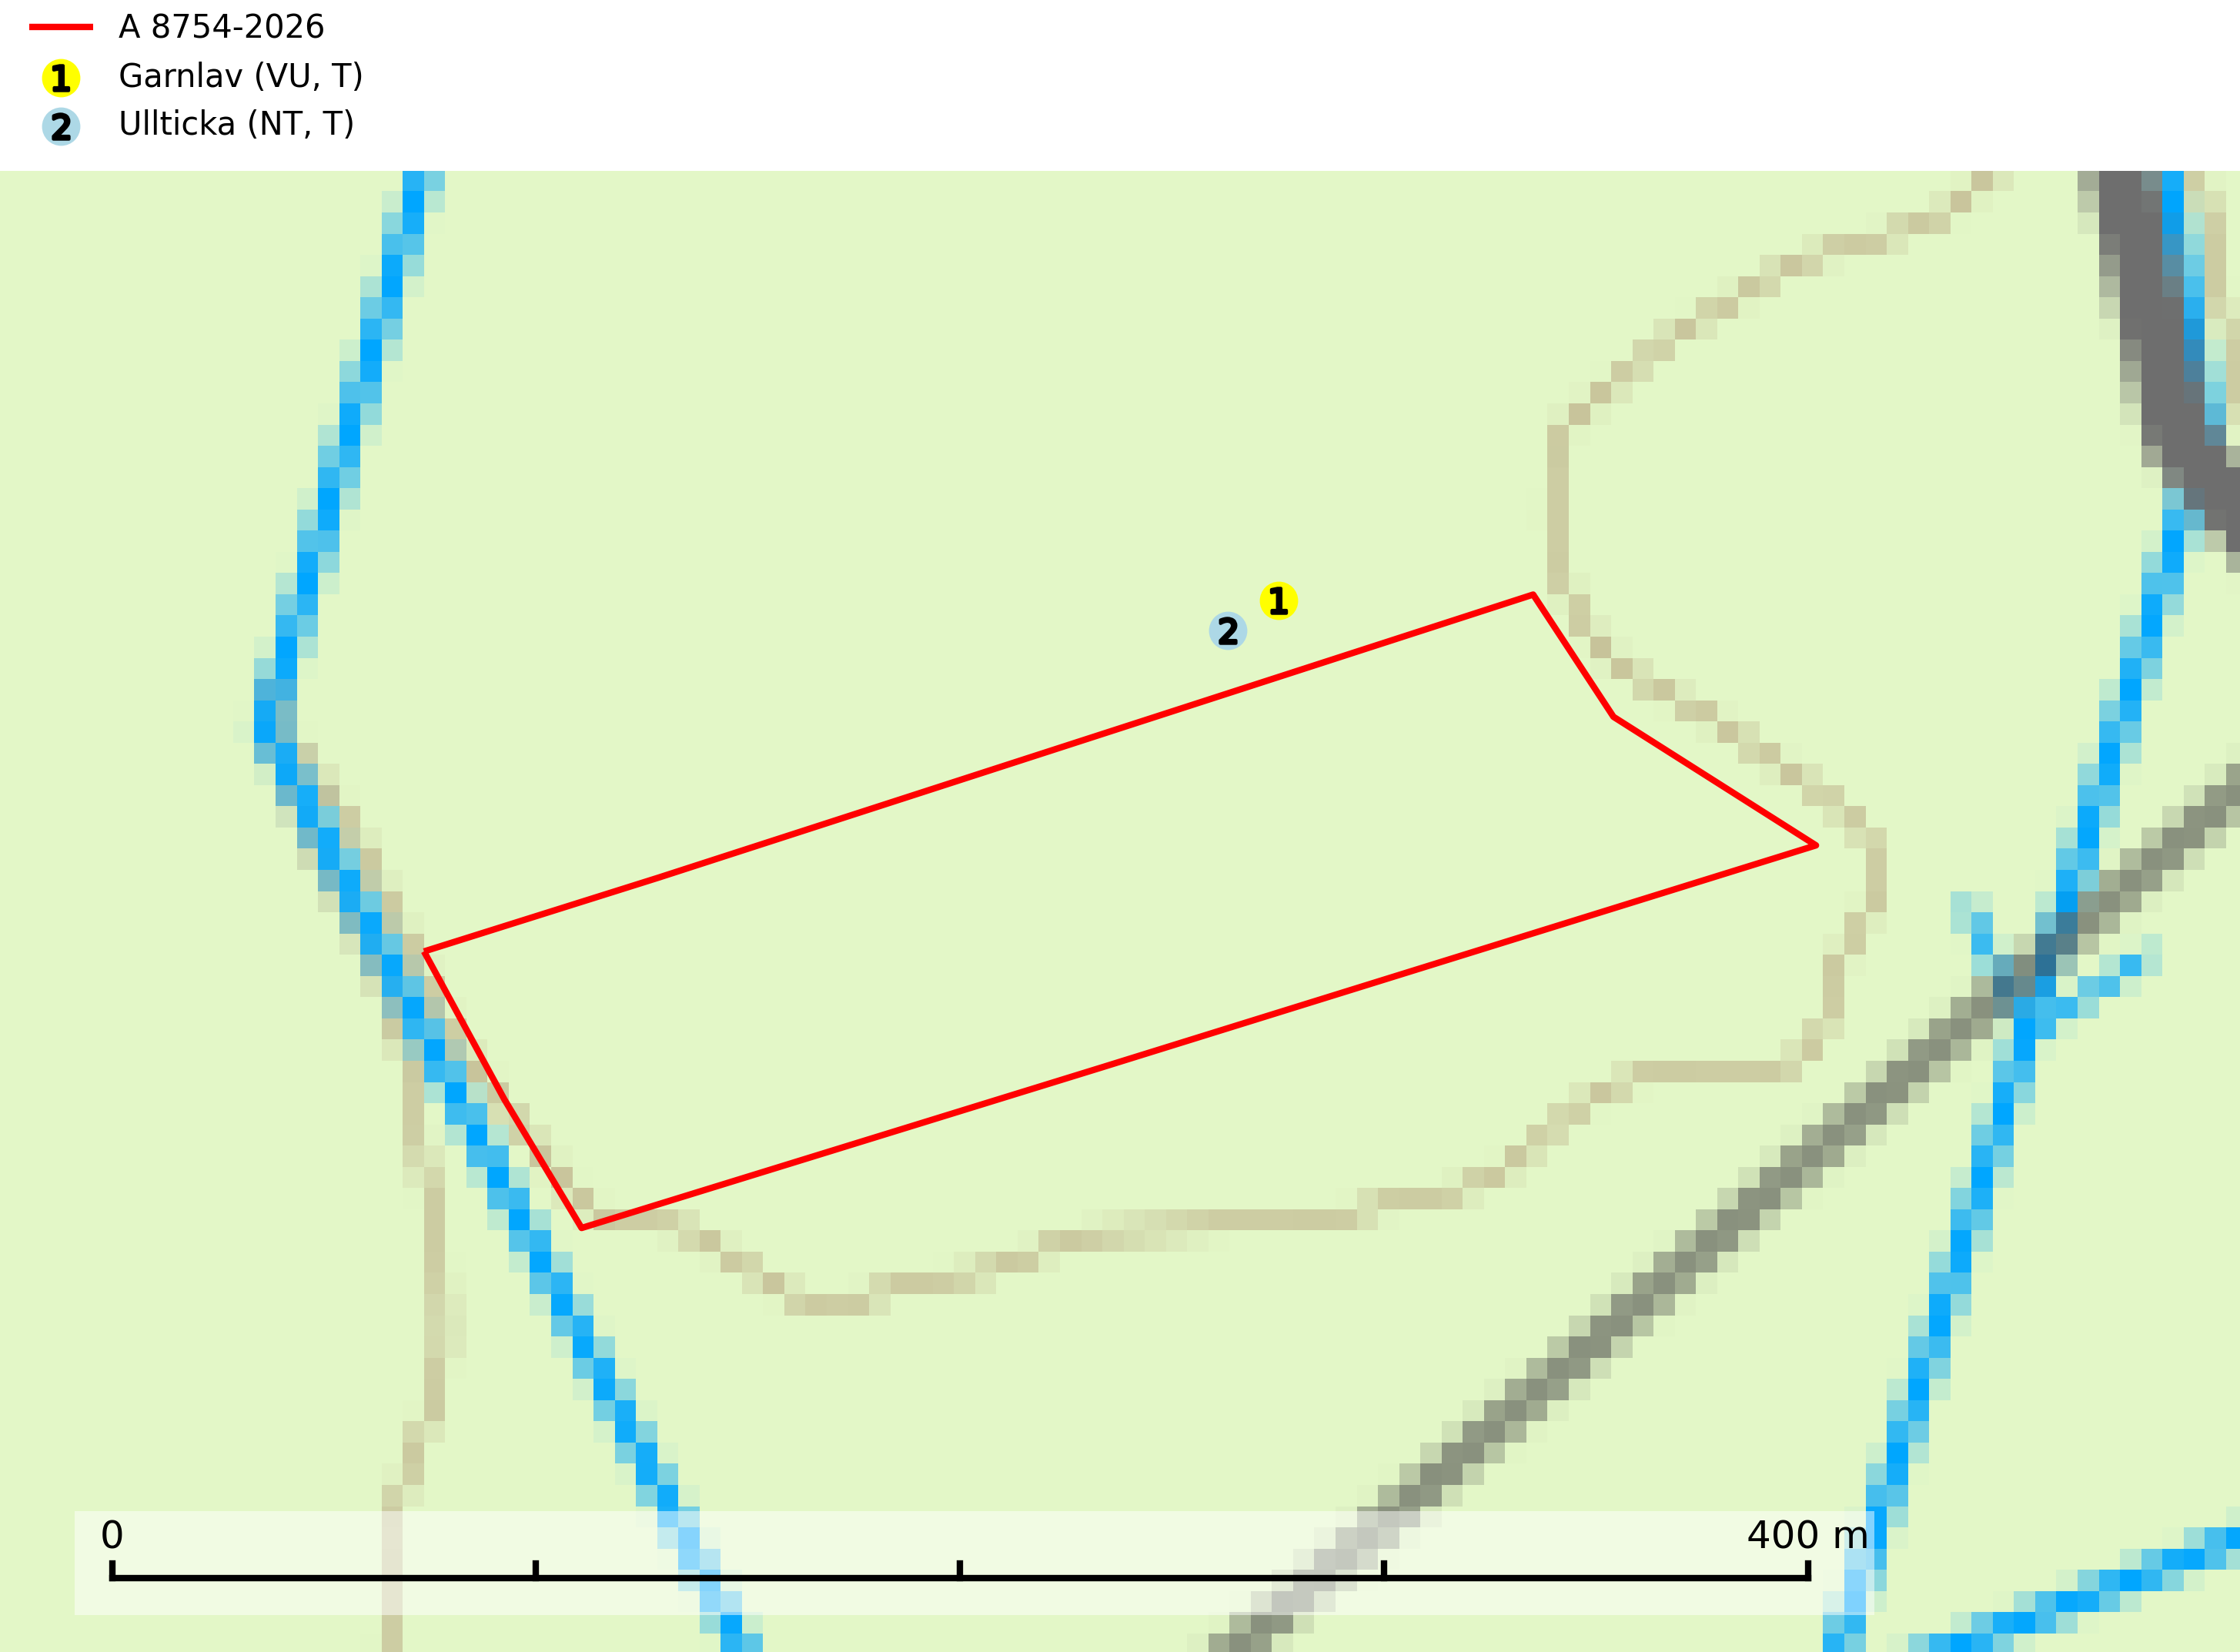 A 8754-2026
1 Garnlav (VU, T)
2 Ullticka (NT, T)
1
2
0 400 m